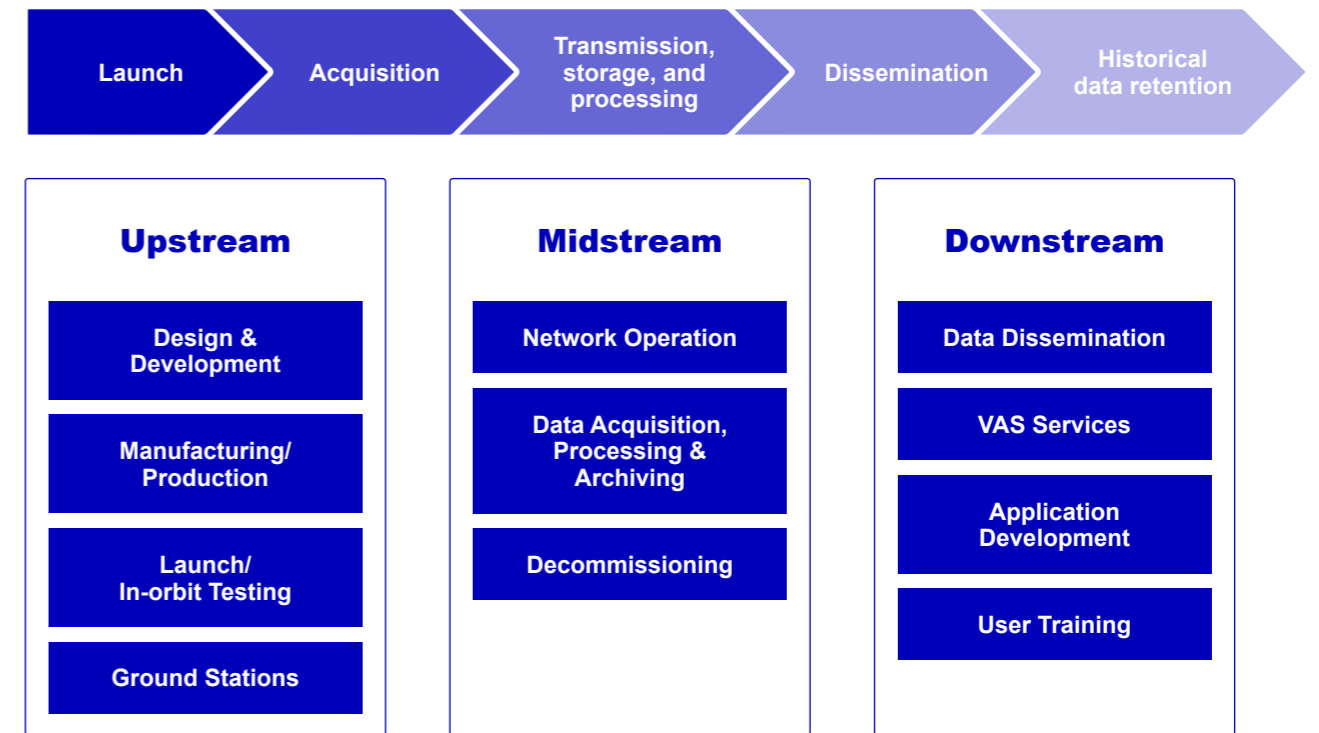 Launch
Acquisition
Transmission,
storage, and
processing
Dissemination
Historical
data retention
Upstream
Design &
Development
Manufacturing/
Production
Launch/
In-orbit Testing
Ground Stations
Midstream
Network Operation
Data Acquisition,
Processing &
Archiving
Decommissioning
Downstream
Data Dissemination
VAS Services
Application
Development
User Training